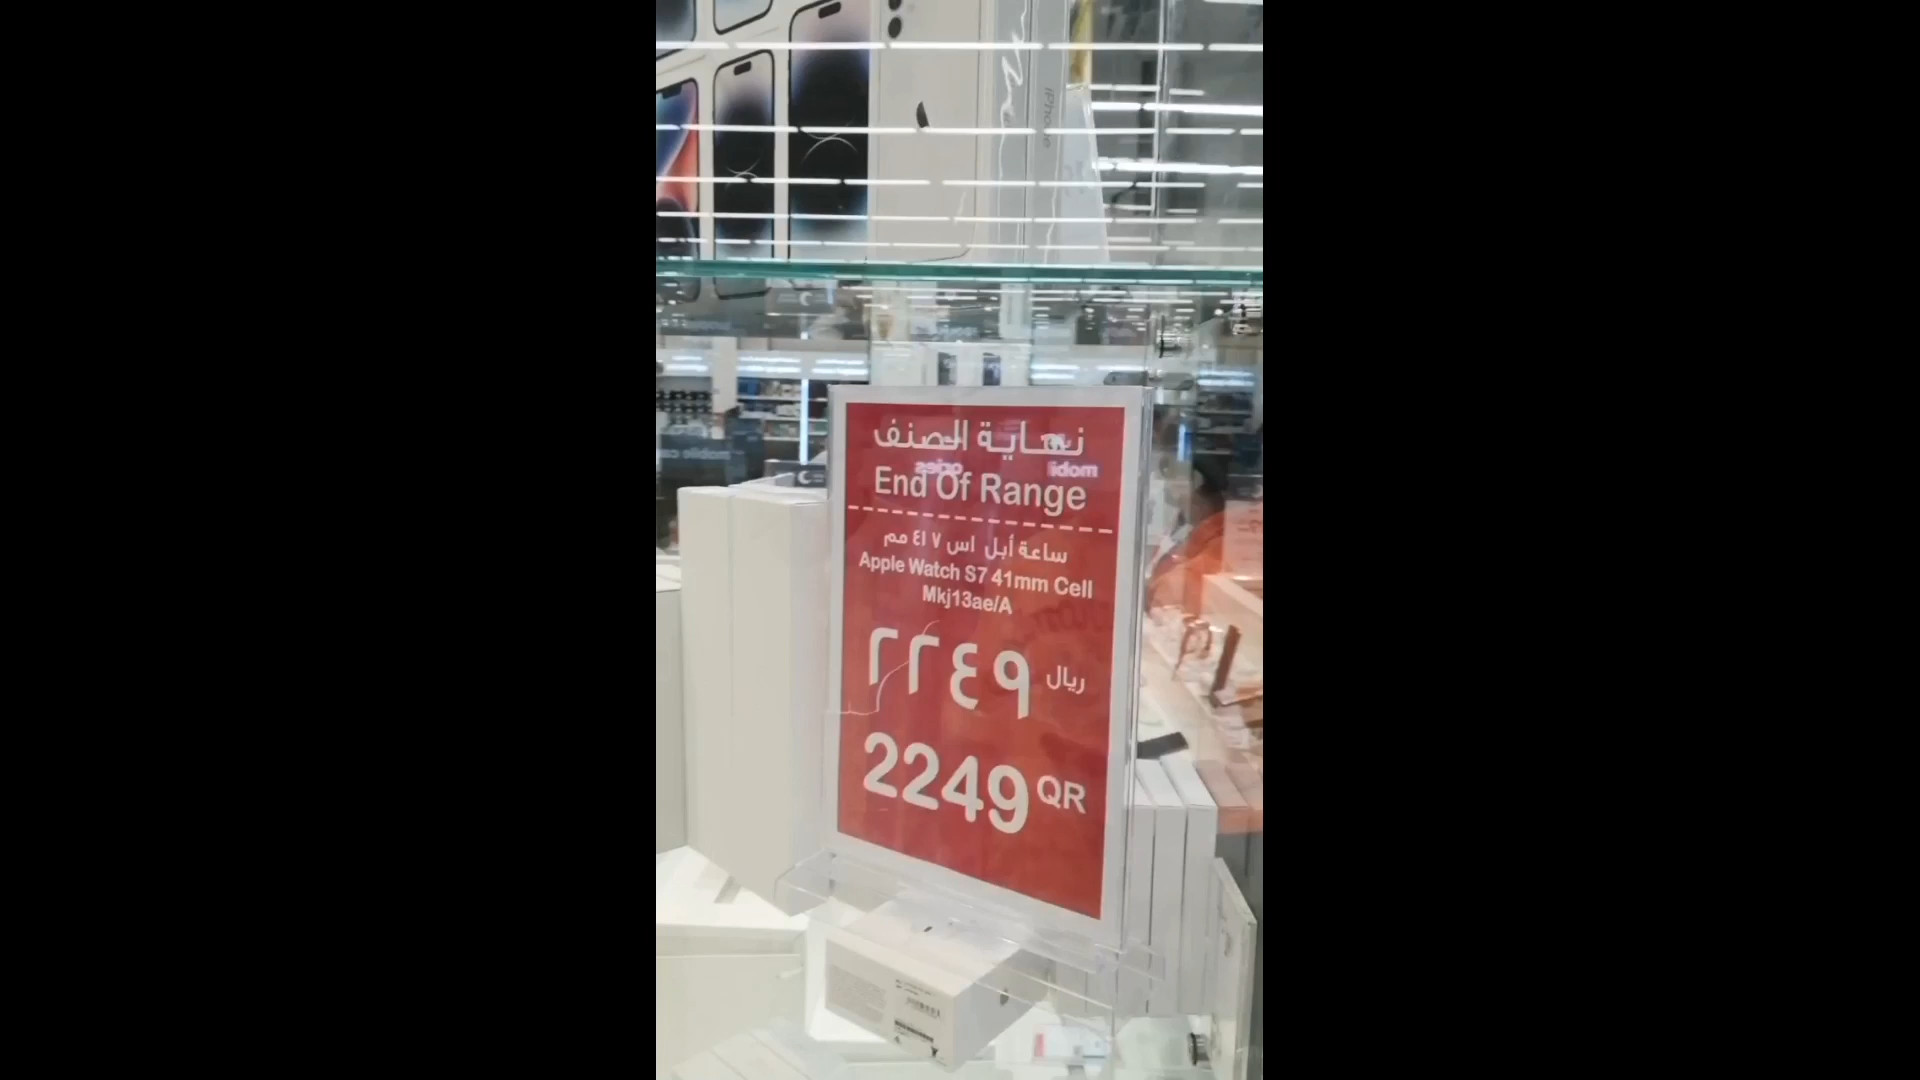 iPhone
نهاية الصنف
End Of Range
ساعة أبل اس ٧ ٤١ مم
Apple Watch S7 41mm Cell
Mkj13ae/A
٢٢٤٩ ريال
2249 QR